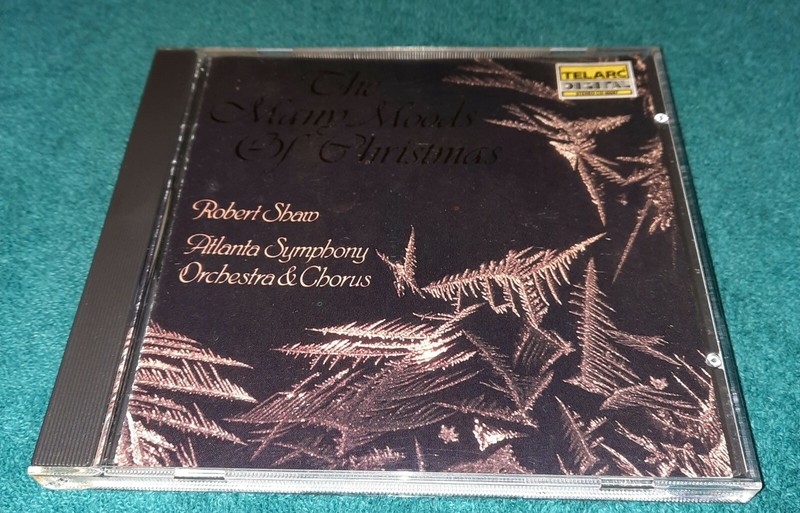 The
Many Moods
Of Christmas
TELARC
DIGITAL
Robert Shaw
Atlanta Symphony
Orchestra & Chorus